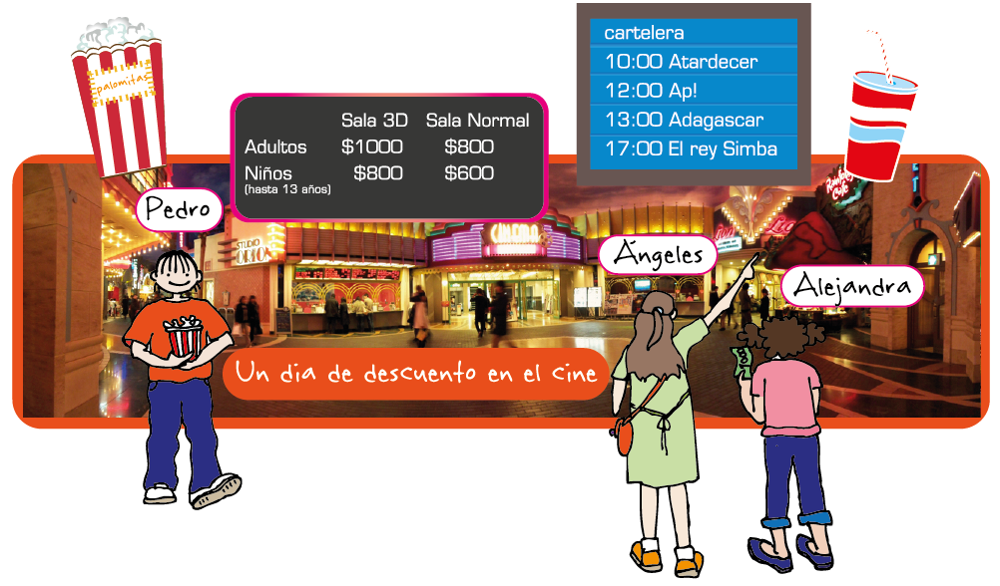 palomitas
cartelera
10:00 Atardecer
12:00 Ap!
13:00 Adagascar
17:00 El rey Simba
Sala 3D Sala Normal
Adultos $1000 $800
Niños $800 $600
(hasta 13 años)
Pedro
Ángeles
Alejandra
STUDIO
CINEMA
Un dia de descuento en el cine